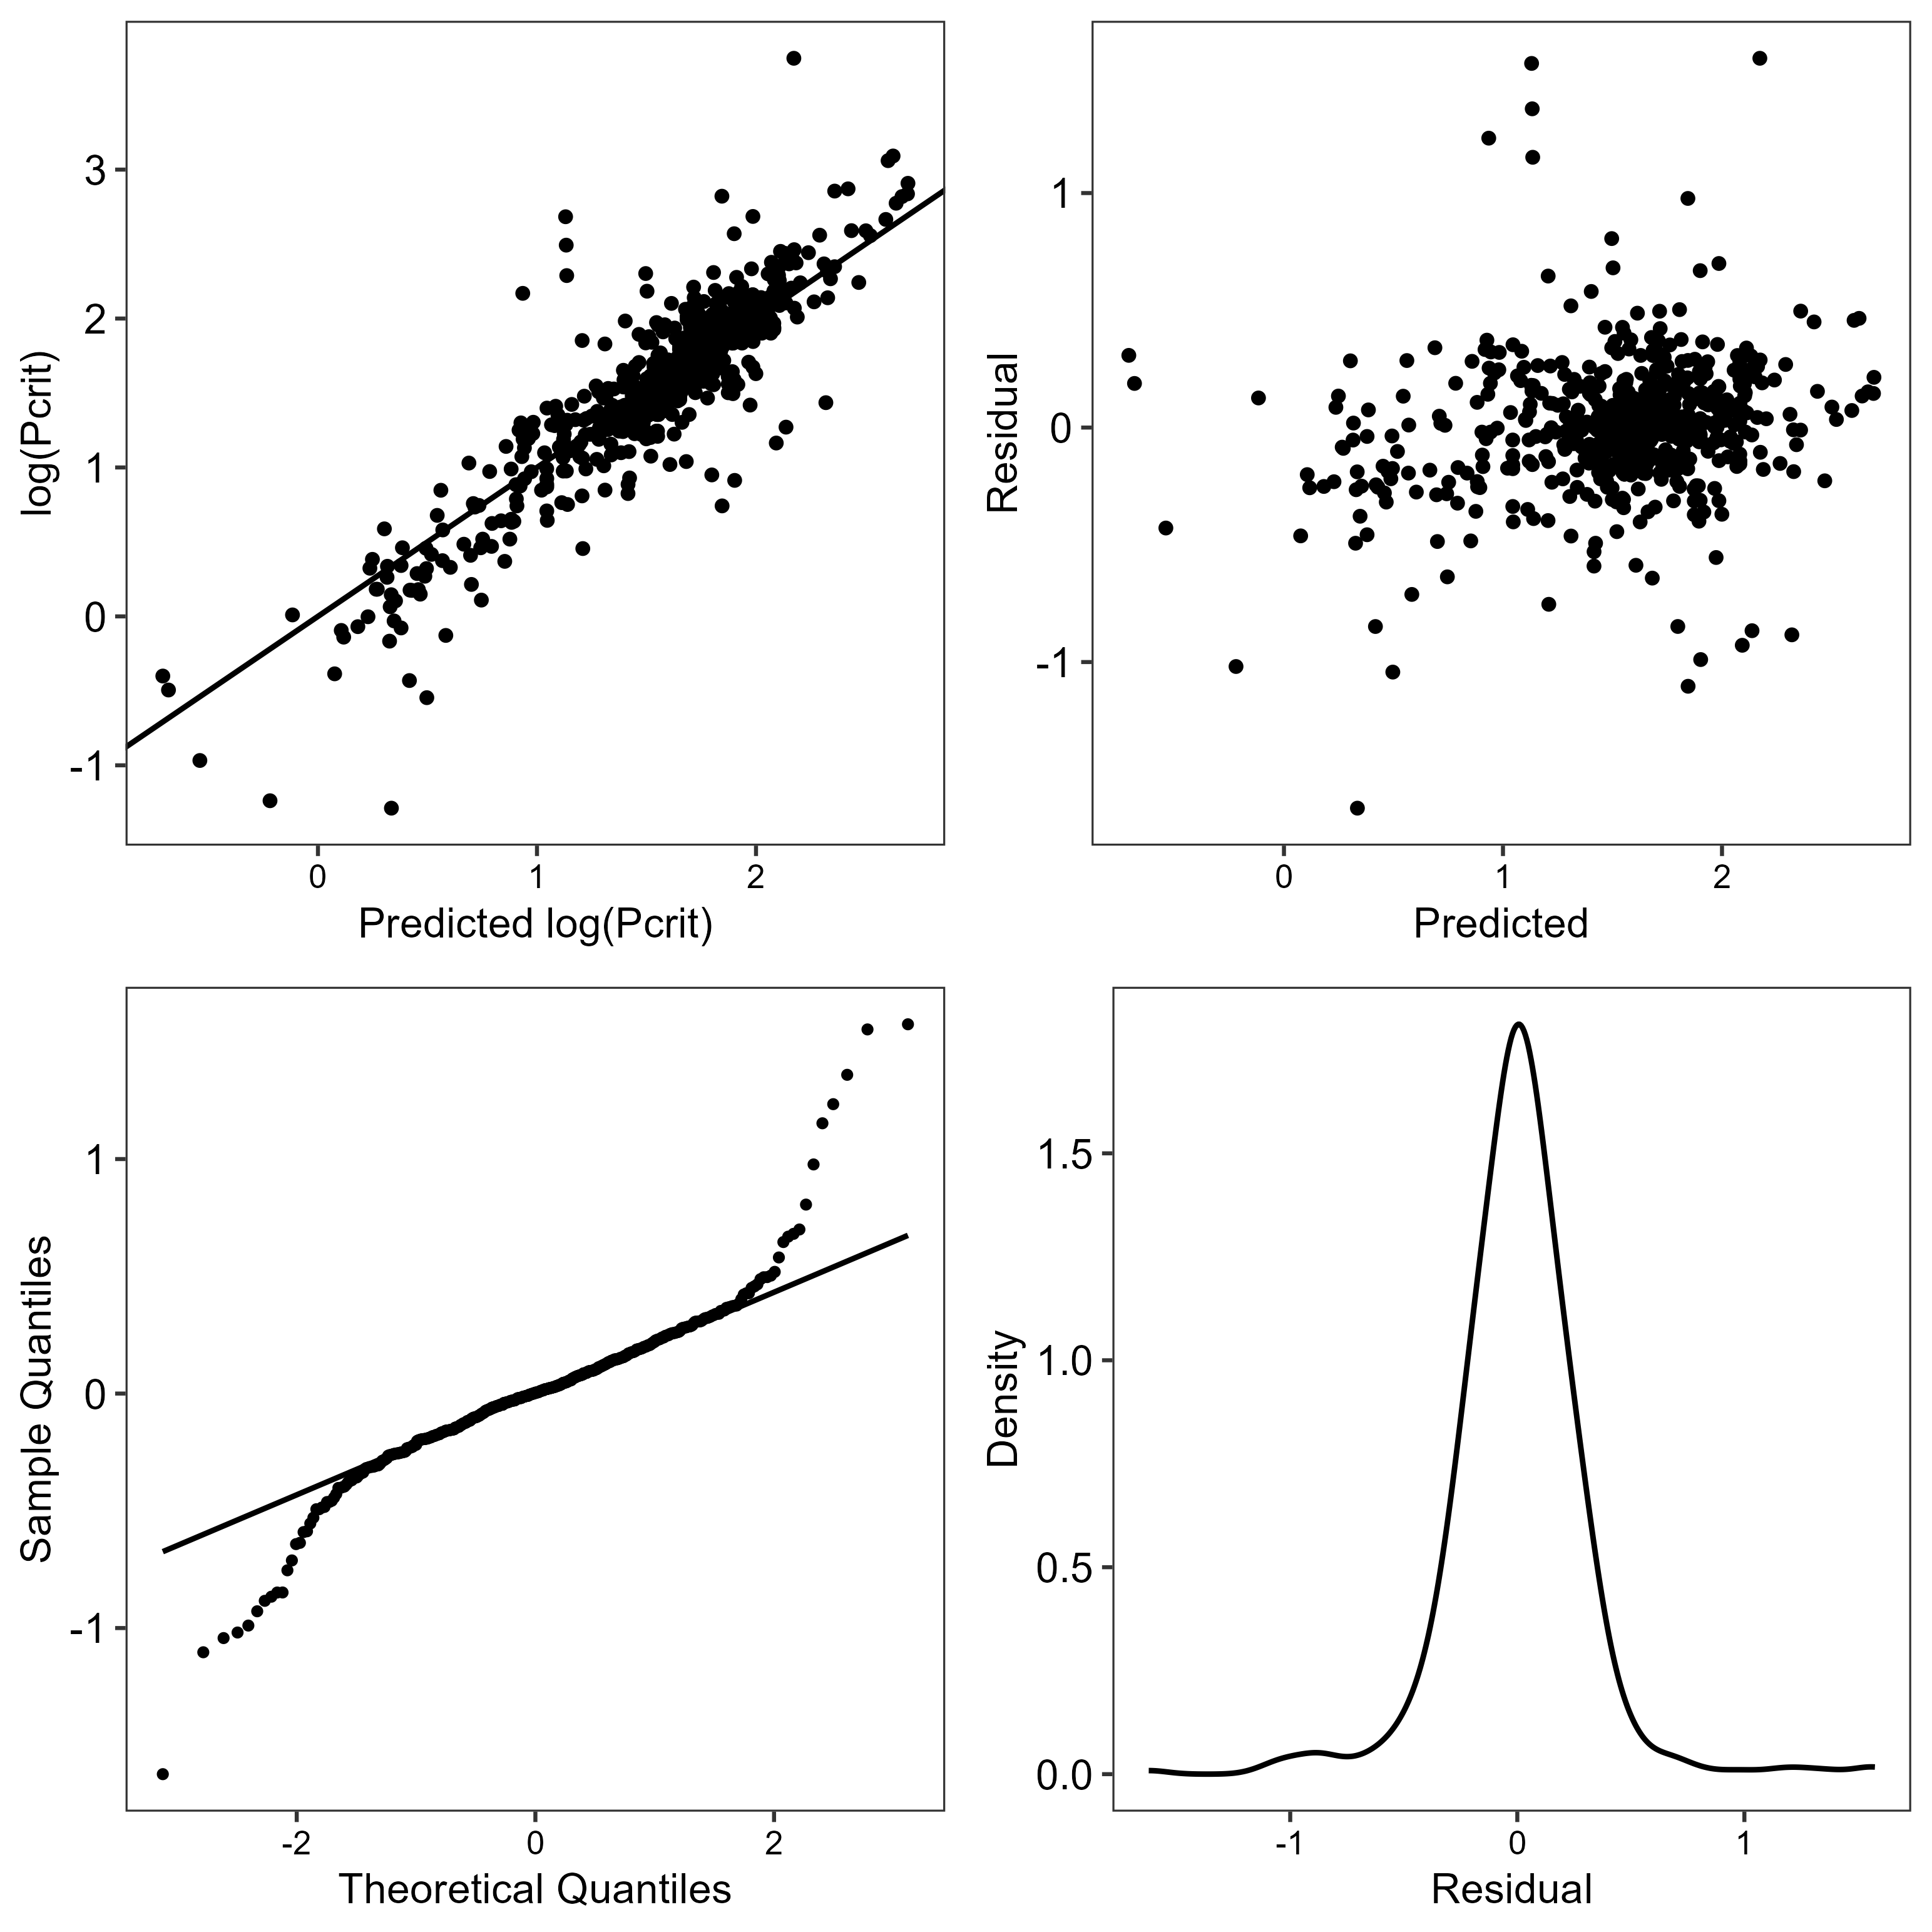 3
2
1
0
-1
log(Pcrit)
0 1 2
Predicted log(Pcrit)
1
0
-1
Residual
0 1 2
Predicted
1
0
-1
Sample Quantiles
-2 0 2
Theoretical Quantiles
1.5
1.0
0.5
0.0
Density
-1 0 1
Residual